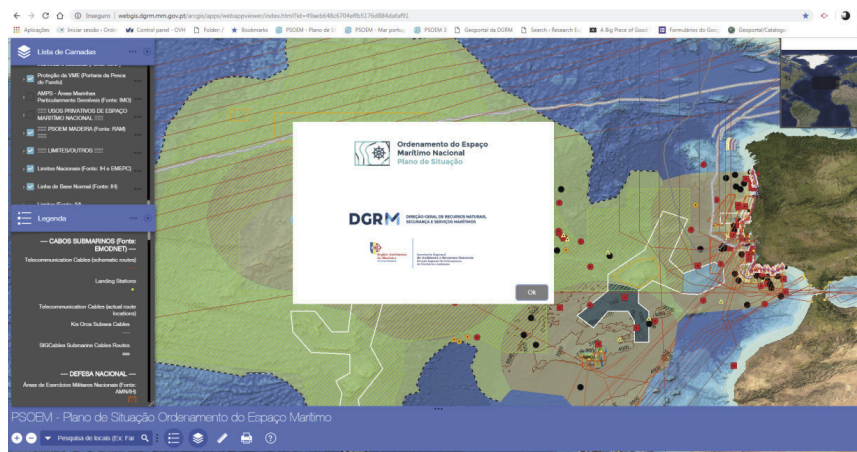 Inseguro | webgis.dgrm.mm.gov.pt/arcgis/apps/webappviewer/index.html?id=49aeb648c6704effb5176d884dafaf91
Aplicações
Iniciar sessão - Orde
Control panel - OVH
Folder: /
Bookmarks
PSOEM - Plano de Si
PSOEM - Mar portug
PSOEM 3
Geoportal da DGRM
Search - Research Ex
A Big Piece of Good
Formulários do Goog
Geoportal/Catalogo
Lista de Camadas
Proteção de VME (Portaria da Pesca
do Fundo)
AMPS - Áreas Marinhas
Particularmente Sensíveis (Fonte: IMO)
USOS PRIVATIVOS DE ESPAÇO
MARÍTIMO NACIONAL
PSOEM MADEIRA (Fonte: RAM)
LIMITES/OUTROS
Limites Nacionais (Fonte: IH e EMEPC)
Linha de Base Normal (Fonte: IH)
Legenda
— CABOS SUBMARINOS (Fonte:
EMODNET) —
Telecommunication Cables (schematic routes)
Landing Stations
Telecommunication Cables (actual route
locations)
Kis Orca Subsea Cables
SIGCables Submarine Cables Routes
— DEFESA NACIONAL —
Áreas de Exercícios Militares Nacionais (Fonte:
AMN/IH)
Ordenamento do Espaço
Marítimo Nacional
Plano de Situação
DGRM
DIREÇÃO-GERAL DE RECURSOS NATURAIS,
SEGURANÇA E SERVIÇOS MARÍTIMOS
Região Autónoma
da Madeira
Ok
PSOEM - Plano de Situação Ordenamento do Espaço Marítimo
Pesquisa de locais (Ex: Far